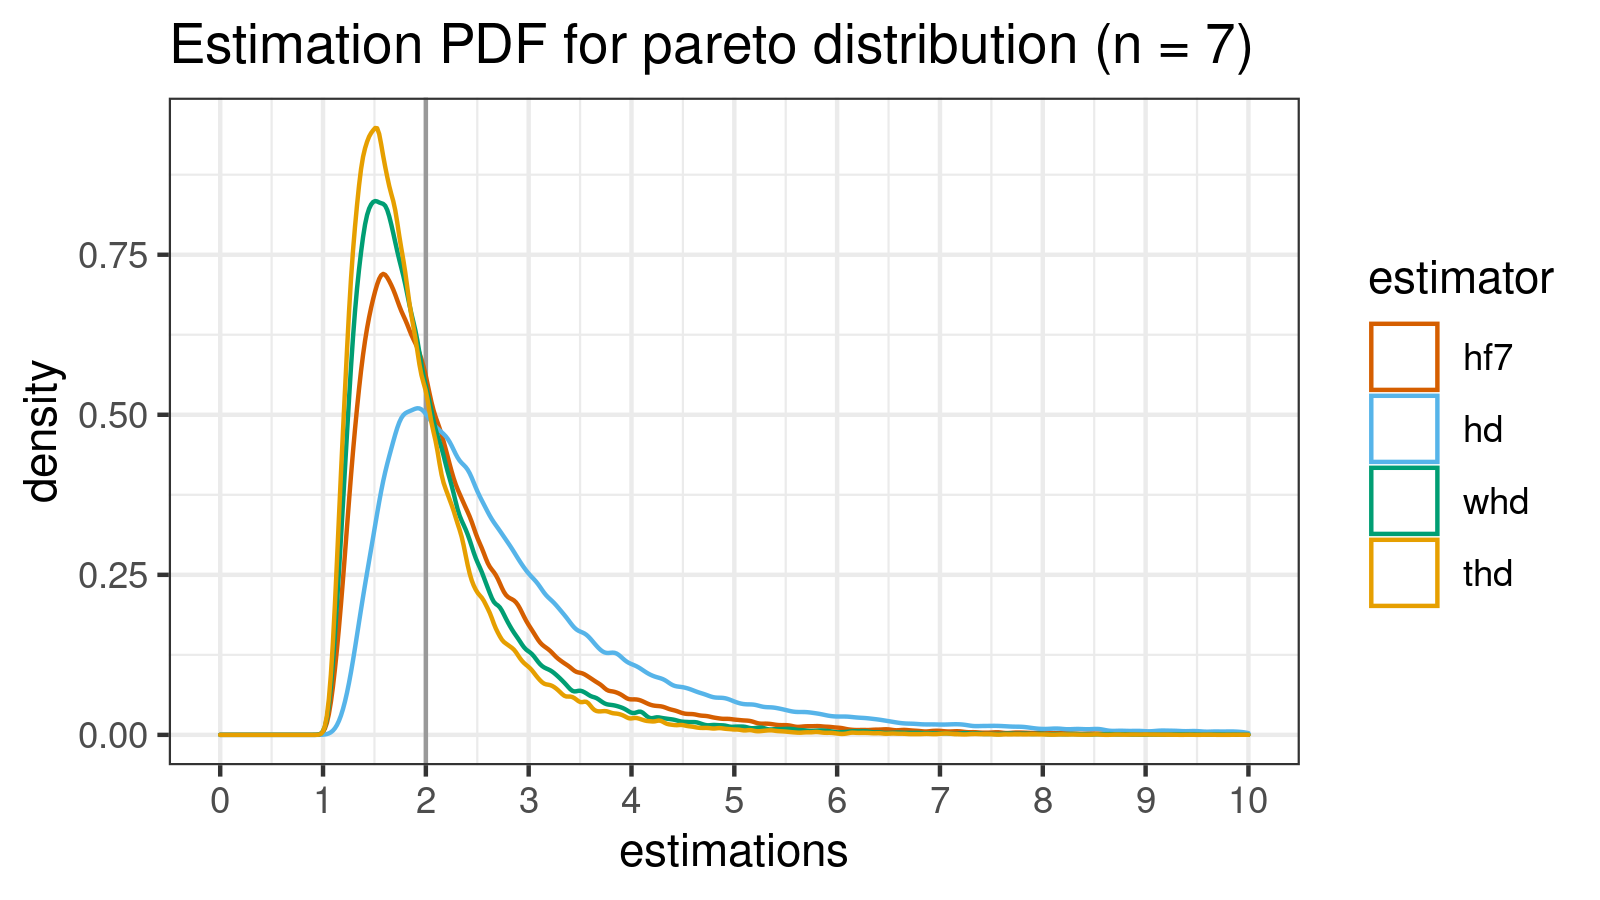 Estimation PDF for pareto distribution (n = 7)
density
0.75
0.50
0.25
0.00
0 1 2 3 4 5 6 7 8 9 10
estimations
estimator
hf7
hd
whd
thd